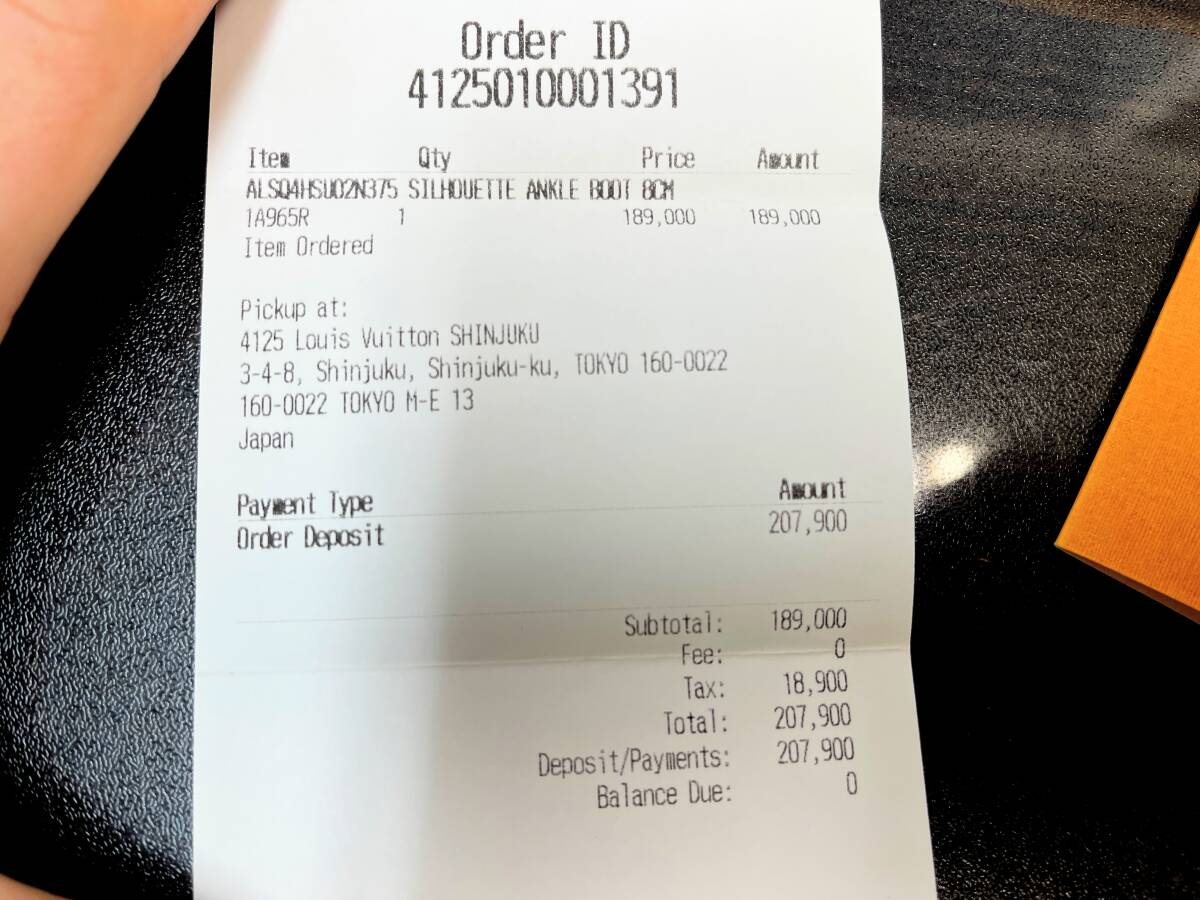 Order ID
4125010001391
Item Qty Price Amount
ALSQ4HSU02N375 SILHOUETTE ANKLE BOOT 8CM
1A965R 1 189,000 189,000
Item Ordered
Pickup at:
4125 Louis Vuitton SHINJUKU
3-4-8, Shinjuku, Shinjuku-ku, TOKYO 160-0022
160-0022 TOKYO M-E 13
Japan
Payment Type Amount
Order Deposit 207,900
Subtotal: 189,000
Fee: 0
Tax: 18,900
Total: 207,900
Deposit/Payments: 207,900
Balance Due: 0